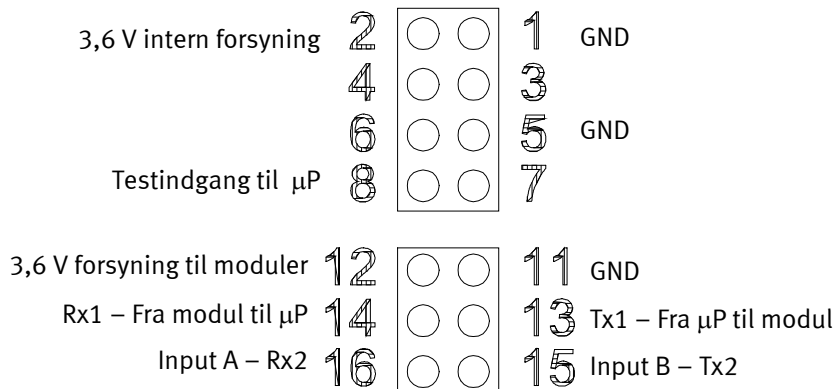 3,6 V intern forsyning 2 1 GND
4 3
6 5 GND
Testindgang til µP 8 7
3,6 V forsyning til moduler 12 11 GND
Rx1 – Fra modul til µP 14 13 Tx1 – Fra µP til modul
Input A – Rx2 16 15 Input B – Tx2